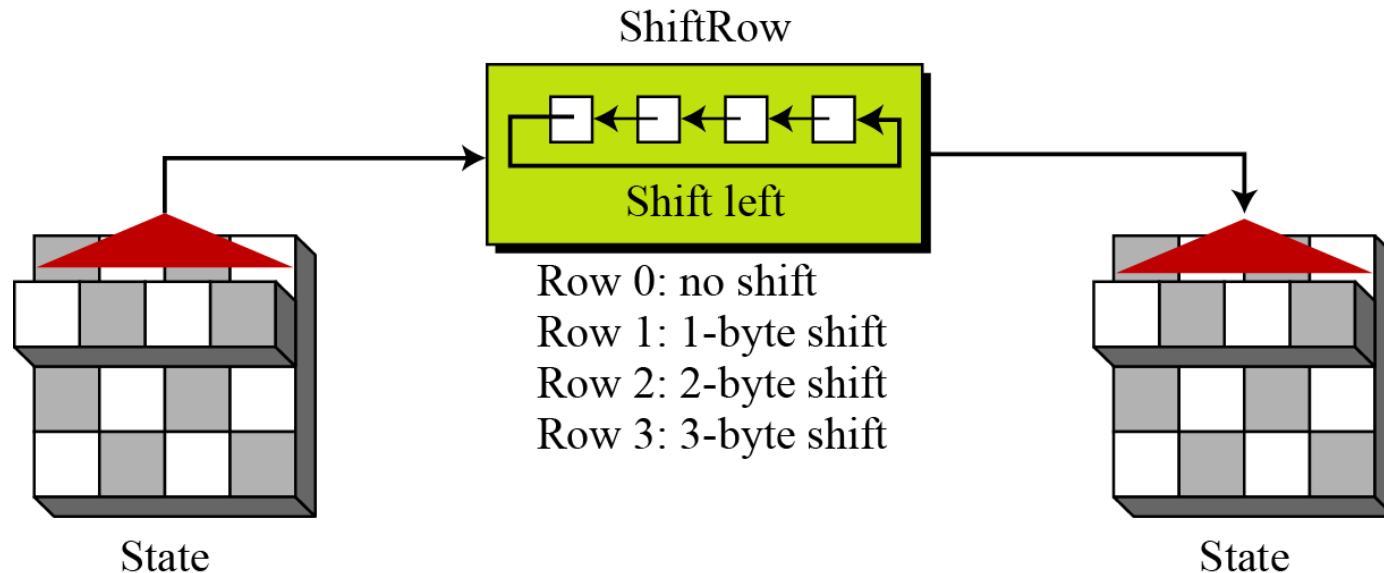 ShiftRow
Shift left
Row 0: no shift
Row 1: 1-byte shift
Row 2: 2-byte shift
Row 3: 3-byte shift
State
State